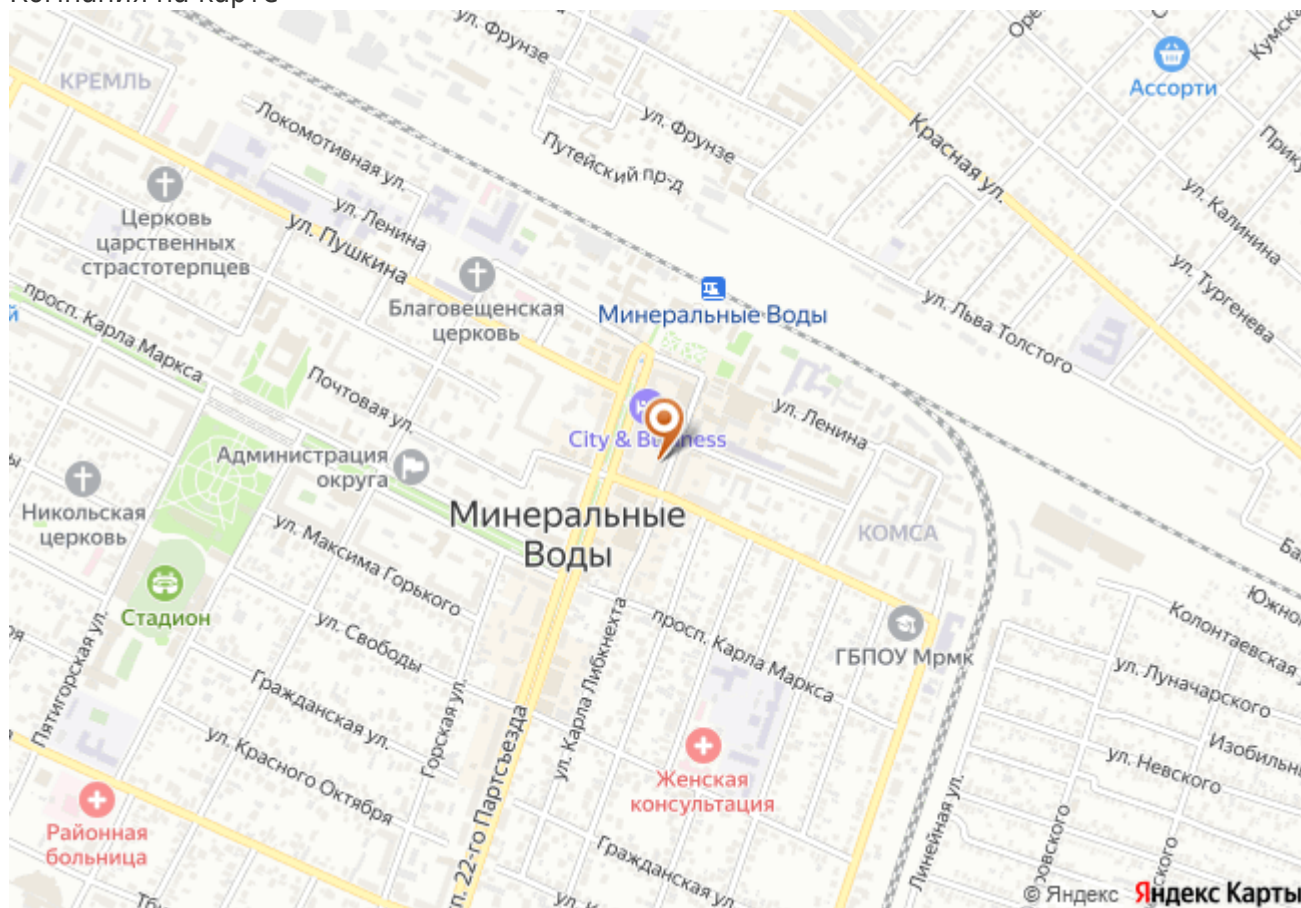 Компания на карте
ул. Фрунзе
КРЕМЛЬ
Ассорти
Локомотивная ул.
ул. Фрунзе
Красная ул.
Путейский пр-д
ул. Калинина
Церковь
царственных
страстотерпцев
ул. Ленина
ул. Пушкина
ул. Тургенева
Благовещенская
церковь
Минеральные Воды
ул. Льва Толстого
просп. Карла Маркса
Почтовая ул.
ул. Ленина
City & Business
Администрация
округа
Никольская
церковь
Минеральные
Воды
КОМСА
ул. Максима Горького
Стадион
ул. Свободы
просп. Карла Маркса
ГБПОУ Мрмк
Колонтаевская
ул. Луначарского
Пятигорская ул.
Гражданская ул.
Горская ул.
ул. Карла Либкнехта
ул. Красного Октября
Женская
консультация
ул. Невского
Районная
больница
ул. 22-го Партсъезда
Гражданская ул.
Линейная ул.
© Яндекс Яндекс Карты